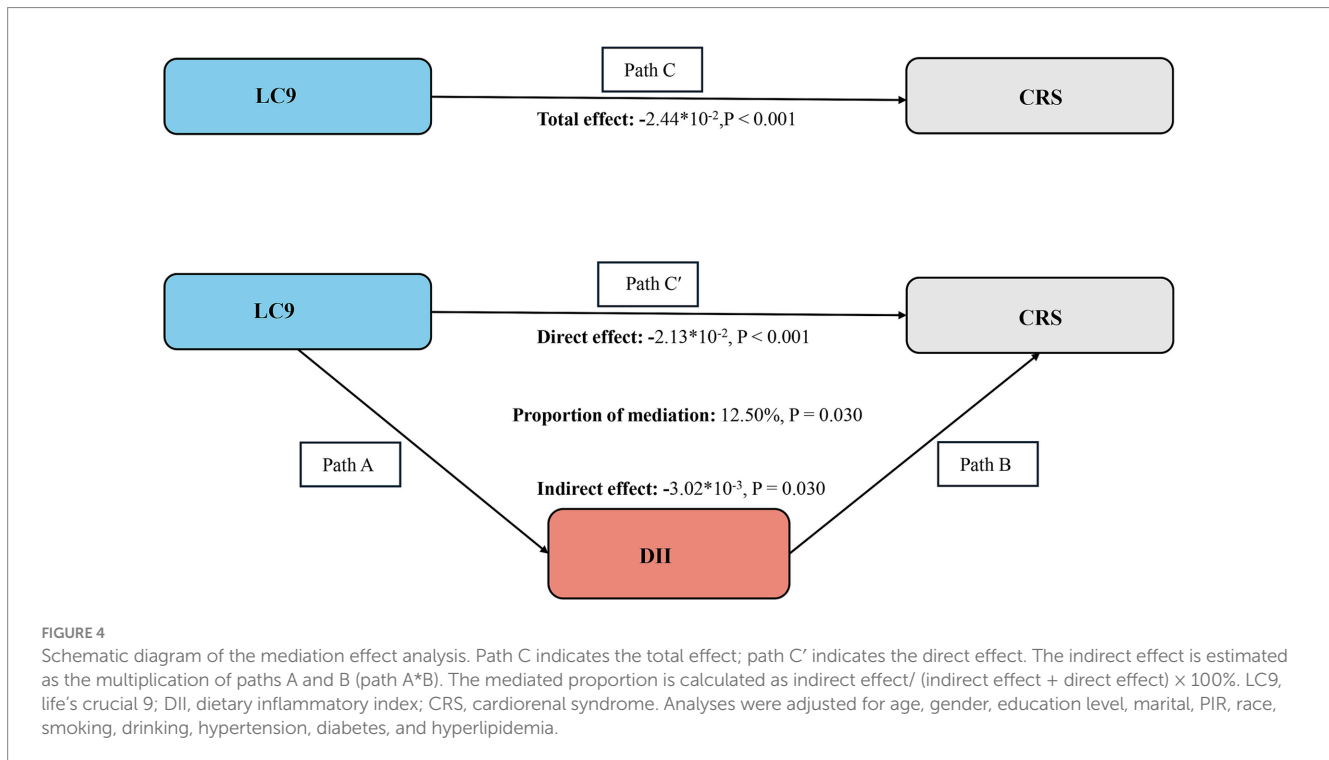 Path C
LC9
CRS
Total effect: -2.44*10⁻²,P < 0.001
Path C′
LC9
CRS
Direct effect: -2.13*10⁻², P < 0.001
Proportion of mediation: 12.50%, P = 0.030
Path A
Path B
Indirect effect: -3.02*10⁻³, P = 0.030
DII
FIGURE 4
Schematic diagram of the mediation effect analysis. Path C indicates the total effect; path C′ indicates the direct effect. The indirect effect is estimated
as the multiplication of paths A and B (path A*B). The mediated proportion is calculated as indirect effect/ (indirect effect + direct effect) × 100%. LC9,
life's crucial 9; DII, dietary inflammatory index; CRS, cardiorenal syndrome. Analyses were adjusted for age, gender, education level, marital, PIR, race,
smoking, drinking, hypertension, diabetes, and hyperlipidemia.